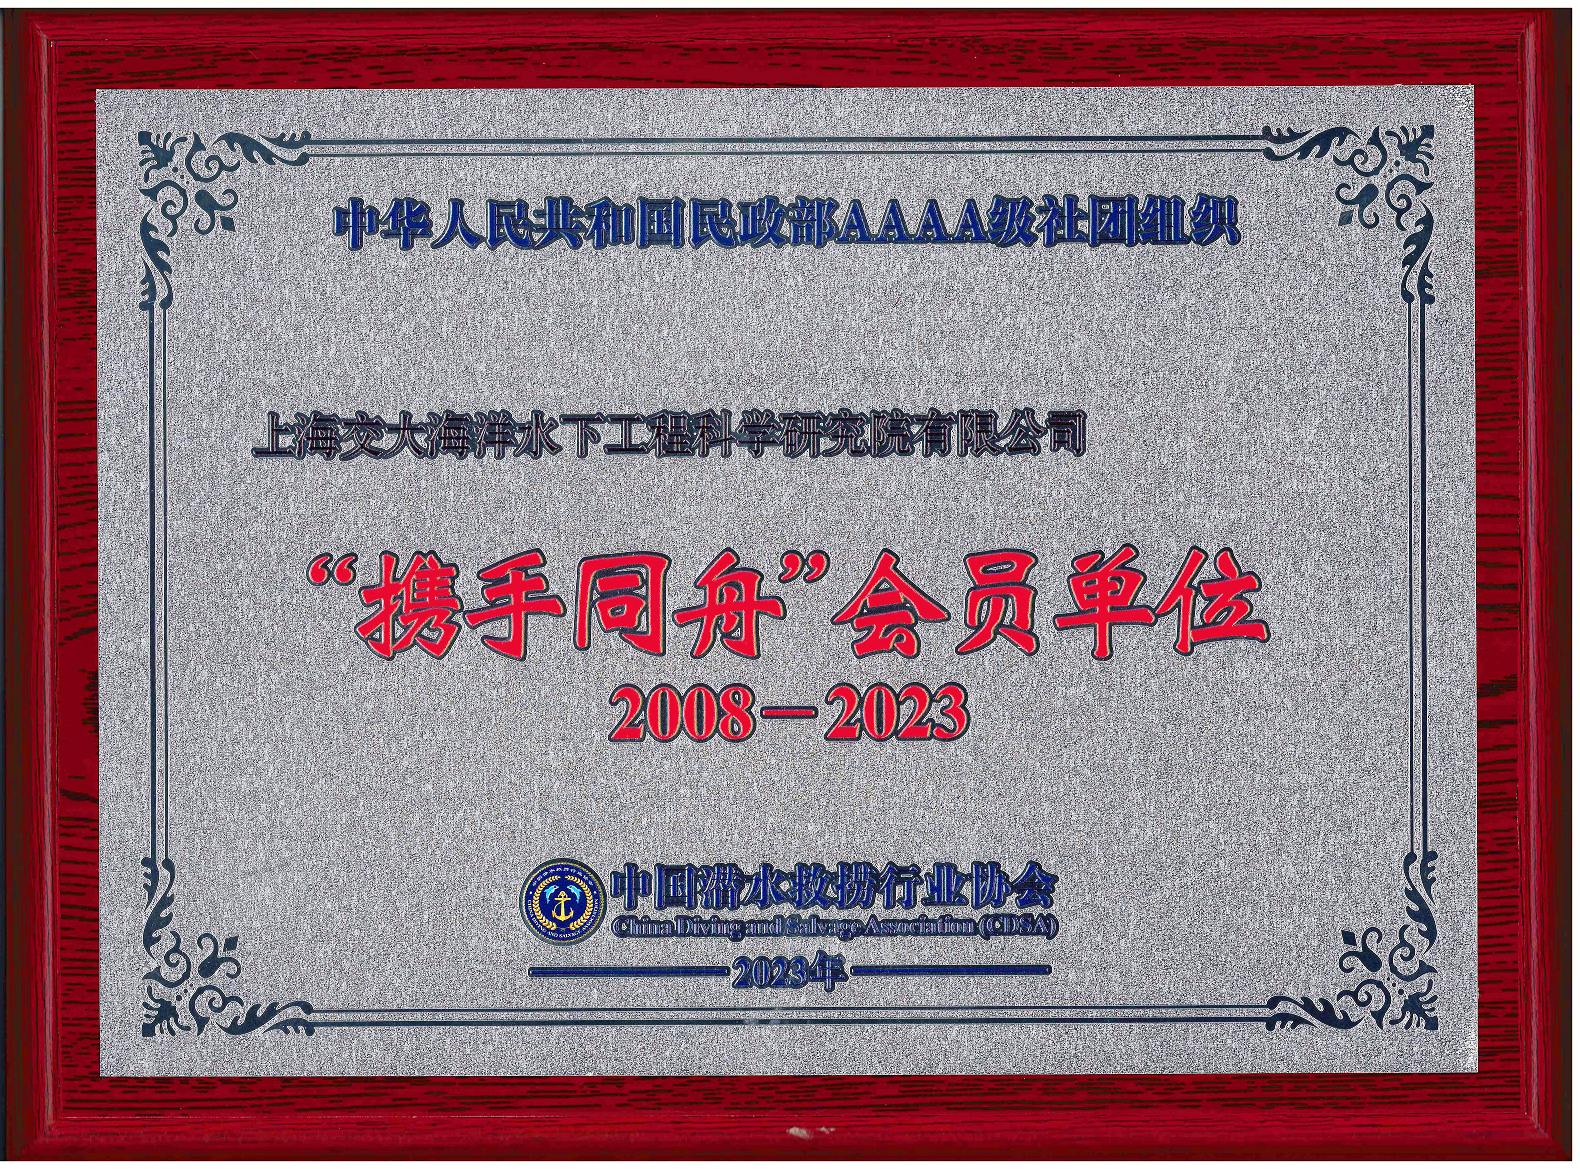 中华人民共和国民政部AAAA级社团组织
上海交大海洋水下工程科学研究院有限公司
“携手同舟”会员单位
2008－2023
中国潜水救捞行业协会
China Diving and Salvage Association (CDSA)
2023年